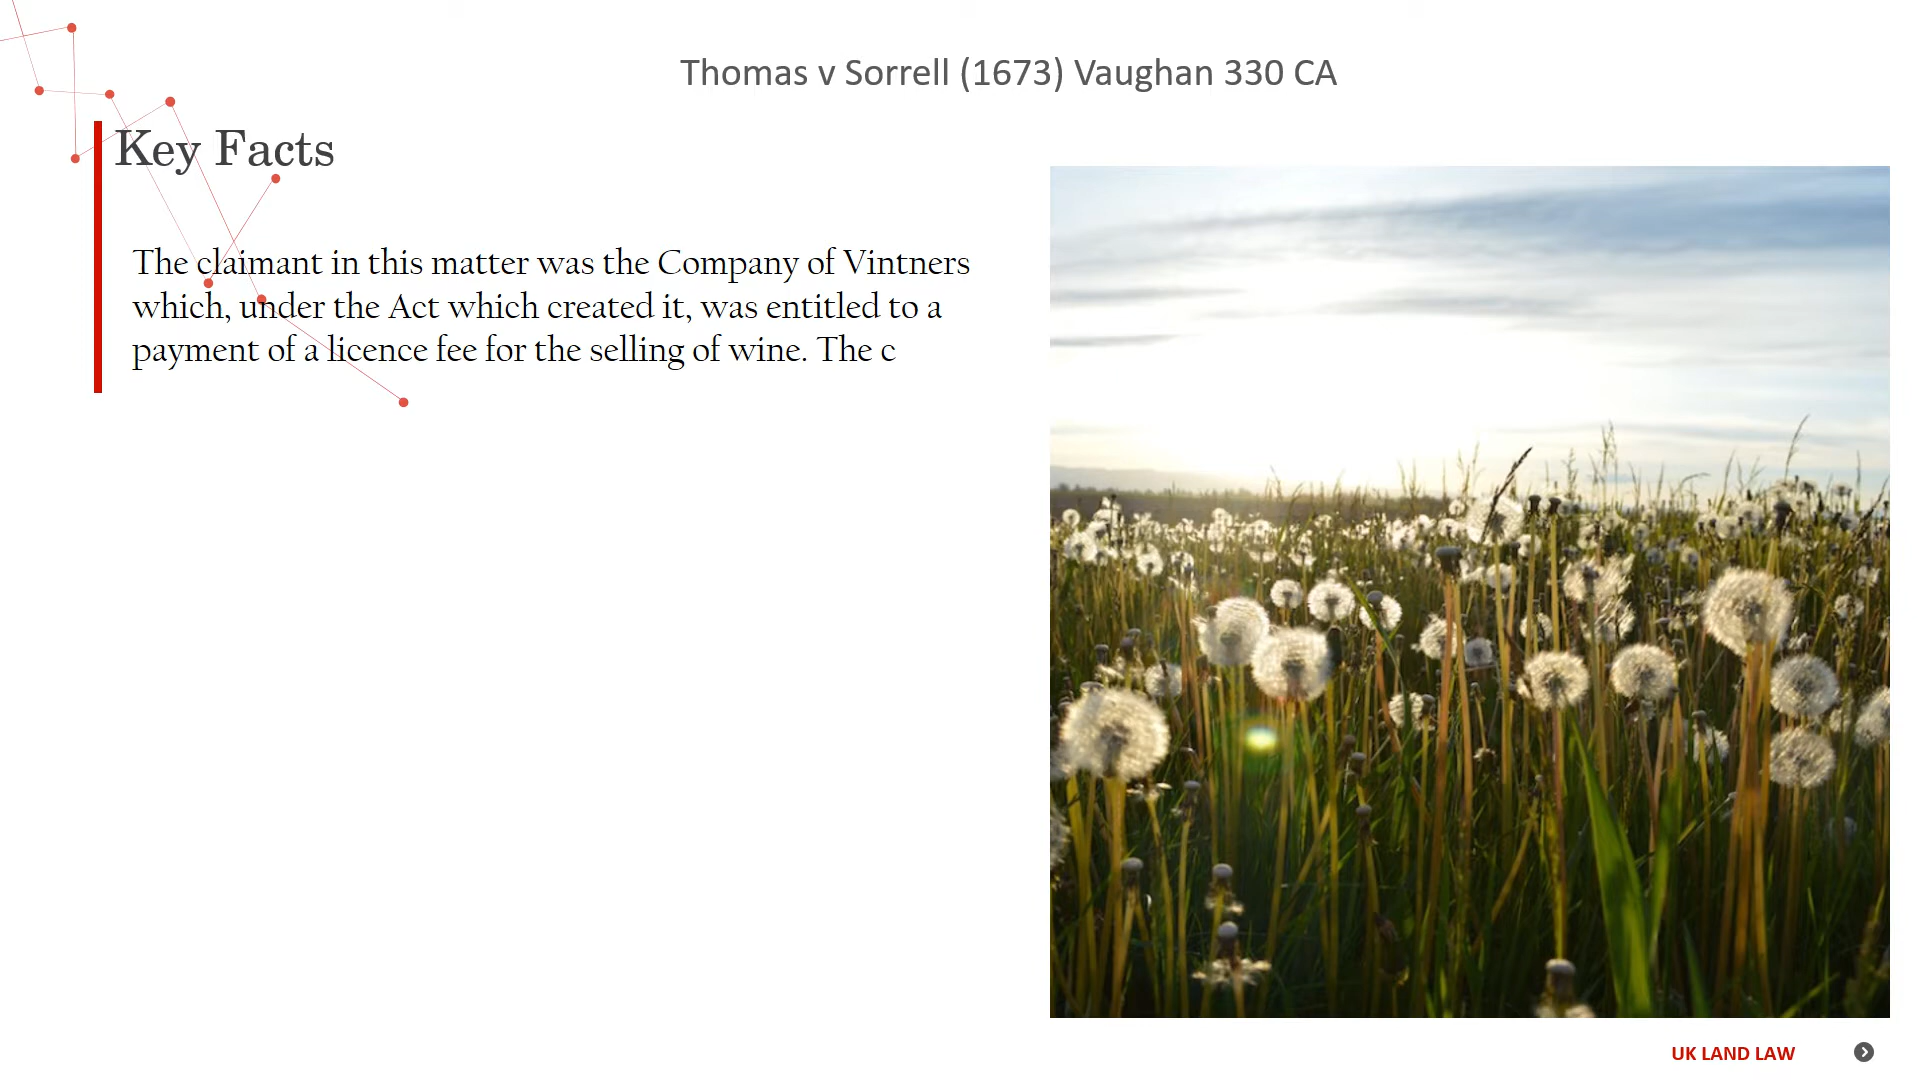 Thomas v Sorrell (1673) Vaughan 330 CA
Key Facts
The claimant in this matter was the Company of Vintners
which, under the Act which created it, was entitled to a
payment of a licence fee for the selling of wine. The c
UK LAND LAW